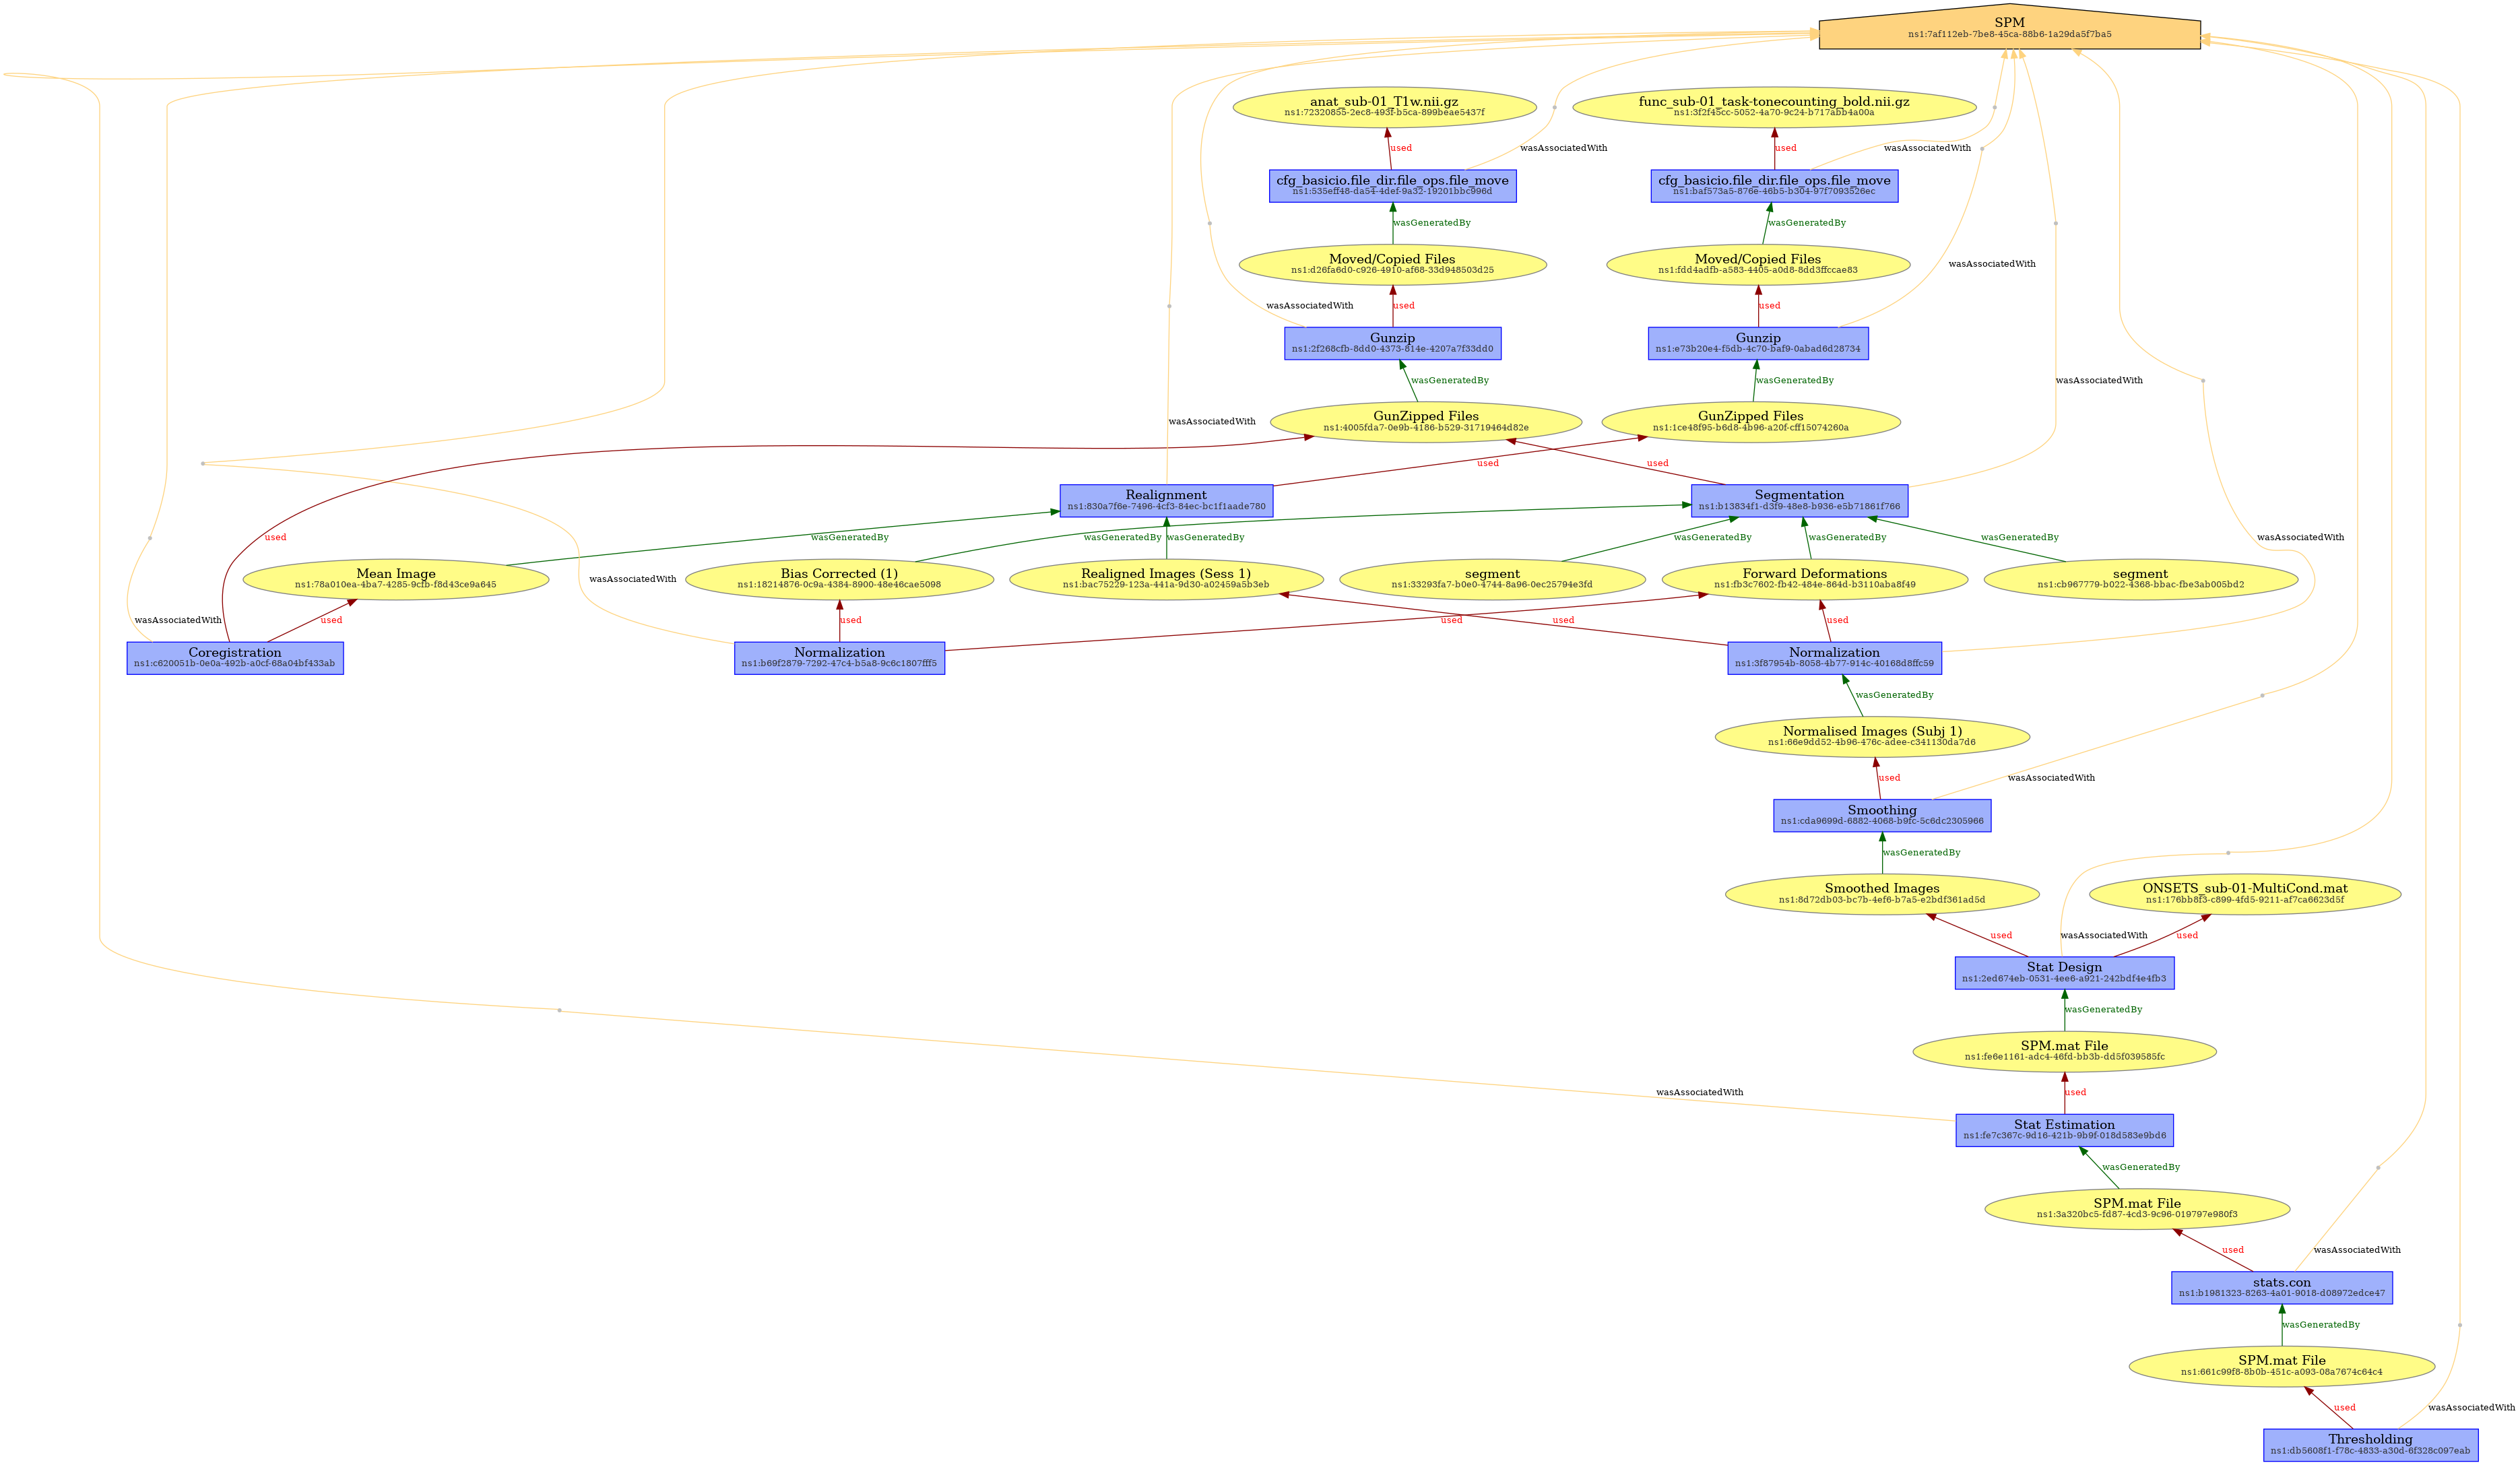 SPM
ns1:7af112eb-7be8-45ca-88b6-1a29da5f7ba5
anat_sub-01_T1w.nii.gz
ns1:72320855-2ec8-493f-b5ca-899beae5437f
func_sub-01_task-tonecounting_bold.nii.gz
ns1:3f2f45cc-5052-4a70-9c24-b717abb4a00a
used
wasAssociatedWith
used
wasAssociatedWith
cfg_basicio.file_dir.file_ops.file_move
ns1:535eff48-da54-4def-9a32-19201bbc996d
cfg_basicio.file_dir.file_ops.file_move
ns1:baf573a5-876e-46b5-b304-97f7093526ec
wasGeneratedBy
wasGeneratedBy
Moved/Copied Files
ns1:d26fa6d0-c926-4910-af68-33d948503d25
Moved/Copied Files
ns1:fdd4adfb-a583-4405-a0d8-8dd3ffccae83
wasAssociatedWith
wasAssociatedWith
used
used
Gunzip
ns1:2f268cfb-8dd0-4373-814e-4207a7f33dd0
Gunzip
ns1:e73b20e4-f5db-4c70-baf9-0abad6d28734
wasGeneratedBy
wasGeneratedBy
wasAssociatedWith
GunZipped Files
ns1:4005fda7-0e9b-4186-b529-31719464d82e
GunZipped Files
ns1:1ce48f95-b6d8-4b96-a20f-cff15074260a
wasAssociatedWith
used
used
Realignment
ns1:830a7f6e-7496-4cf3-84ec-bc1f1aade780
Segmentation
ns1:b13834f1-d3f9-48e8-b936-e5b71861f766
used
wasGeneratedBy
wasGeneratedBy
wasGeneratedBy
wasGeneratedBy
wasGeneratedBy
wasGeneratedBy
wasAssociatedWith
Mean Image
ns1:78a010ea-4ba7-4285-9cfb-f8d43ce9a645
wasAssociatedWith
Bias Corrected (1)
ns1:18214876-0c9a-4384-8900-48e46cae5098
Realigned Images (Sess 1)
ns1:bac75229-123a-441a-9d30-a02459a5b3eb
segment
ns1:33293fa7-b0e0-4744-8a96-0ec25794e3fd
Forward Deformations
ns1:fb3c7602-fb42-484e-864d-b3110aba8f49
segment
ns1:cb967779-b022-4368-bbac-fbe3ab005bd2
wasAssociatedWith
used
used
used
used
used
Coregistration
ns1:c620051b-0e0a-492b-a0cf-68a04bf433ab
Normalization
ns1:b69f2879-7292-47c4-b5a8-9c6c1807fff5
Normalization
ns1:3f87954b-8058-4b77-914c-40168d8ffc59
wasGeneratedBy
Normalised Images (Subj 1)
ns1:66e9dd52-4b96-476c-adee-c341130da7d6
used
wasAssociatedWith
Smoothing
ns1:cda9699d-6882-4068-b9fc-5c6dc2305966
wasGeneratedBy
Smoothed Images
ns1:8d72db03-bc7b-4ef6-b7a5-e2bdf361ad5d
ONSETS_sub-01-MultiCond.mat
ns1:176bb8f3-c899-4fd5-9211-af7ca6623d5f
used
wasAssociatedWith
used
Stat Design
ns1:2ed674eb-0531-4ee6-a921-242bdf4e4fb3
wasGeneratedBy
SPM.mat File
ns1:fe6e1161-adc4-46fd-bb3b-dd5f039585fc
wasAssociatedWith
used
Stat Estimation
ns1:fe7c367c-9d16-421b-9b9f-018d583e9bd6
wasGeneratedBy
SPM.mat File
ns1:3a320bc5-fd87-4cd3-9c96-019797e980f3
used
wasAssociatedWith
stats.con
ns1:b1981323-8263-4a01-9018-d08972edce47
wasGeneratedBy
SPM.mat File
ns1:661c99f8-8b0b-451c-a093-08a7674c64c4
used
wasAssociatedWith
Thresholding
ns1:db5608f1-f78c-4833-a30d-6f328c097eab